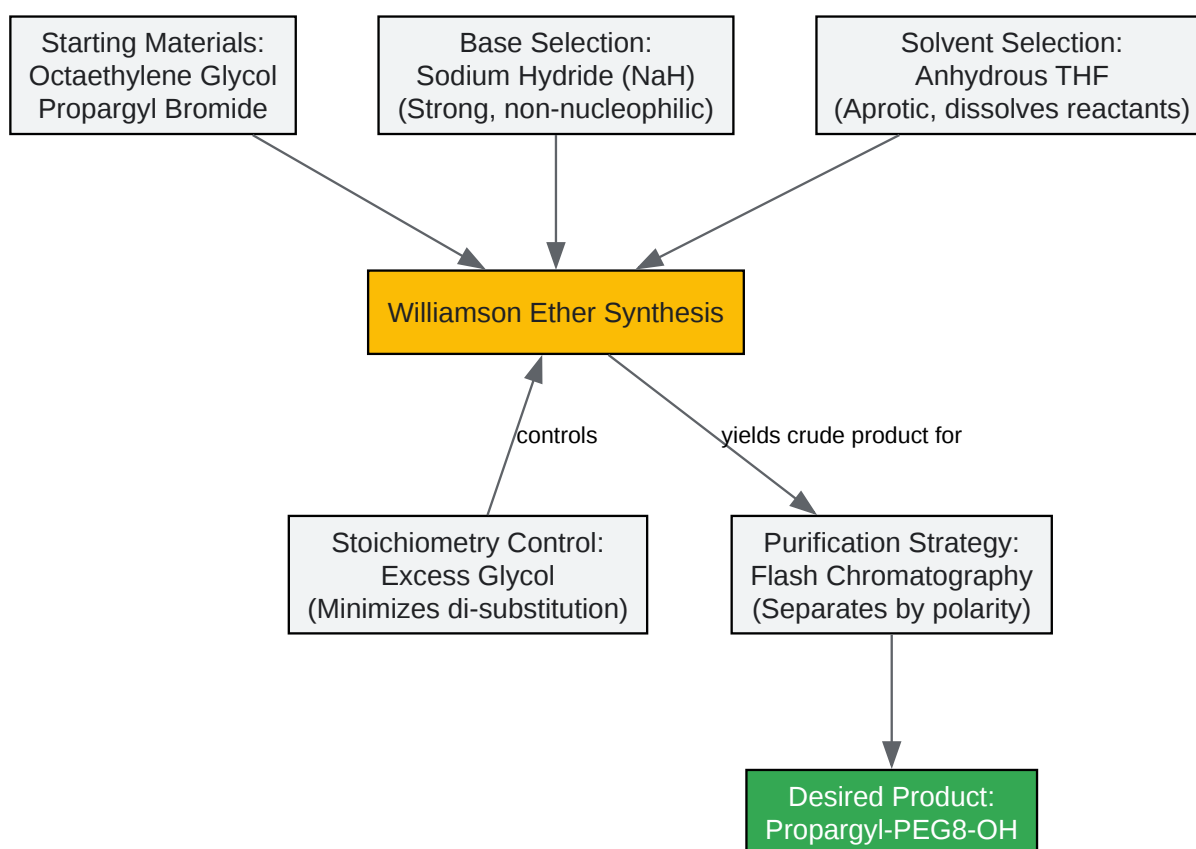 Starting Materials:
Octaethylene Glycol
Propargyl Bromide
Base Selection:
Sodium Hydride (NaH)
(Strong, non-nucleophilic)
Solvent Selection:
Anhydrous THF
(Aprotic, dissolves reactants)
Williamson Ether Synthesis
controls
yields crude product for
Stoichiometry Control:
Excess Glycol
(Minimizes di-substitution)
Purification Strategy:
Flash Chromatography
(Separates by polarity)
Desired Product:
Propargyl-PEG8-OH